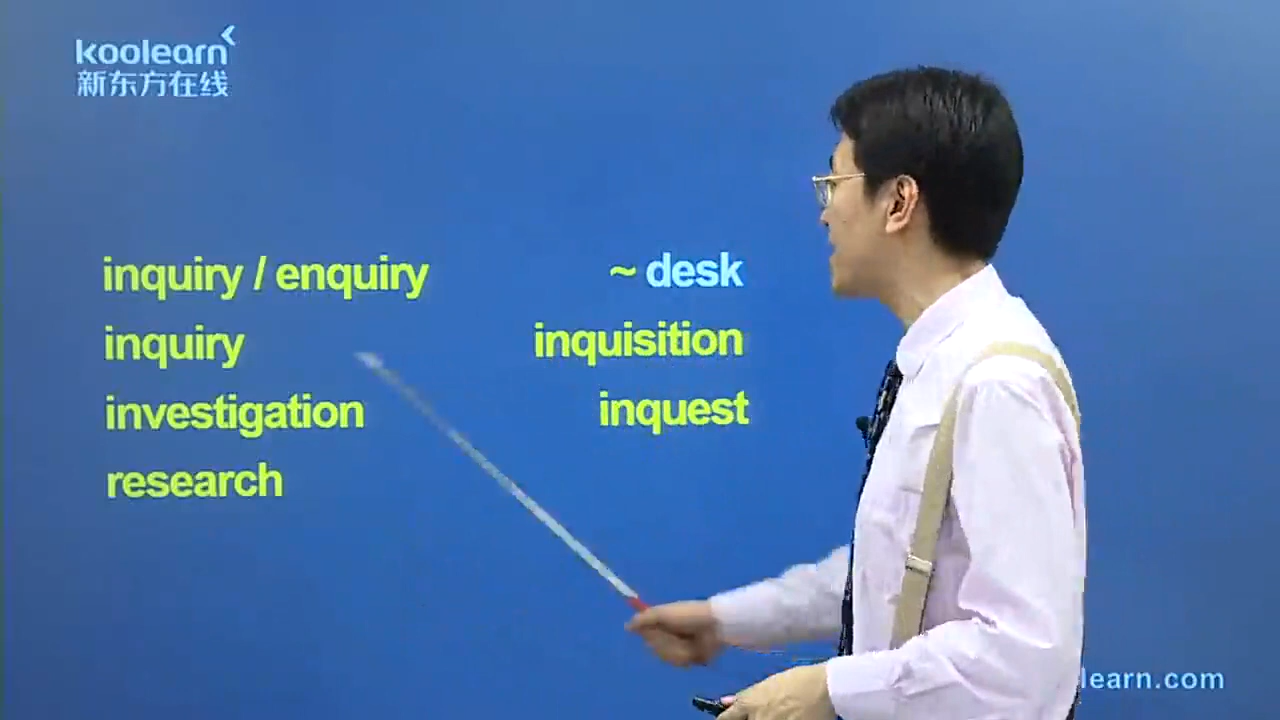 koolearn
新东方在线
inquiry / enquiry
~ desk
inquiry
inquisition
investigation
inquest
research
learn.com